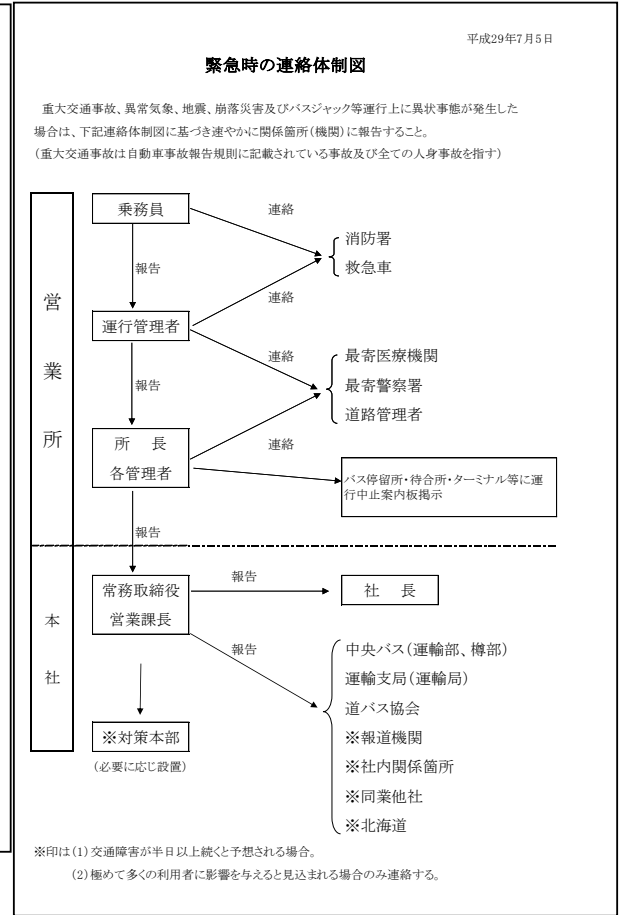 平成29年7月5日
緊急時の連絡体制図
重大交通事故、異常気象、地震、崩落災害及びバスジャック等運行上に異状事態が発生した
場合は、下記連絡体制図に基づき速やかに関係箇所(機関)に報告すること。
(重大交通事故は自動車事故報告規則に記載されている事故及び全ての人身事故を指す)
営業所
乗務員
連絡
消防署
救急車
報告
連絡
運行管理者
連絡
最寄医療機関
最寄警察署
道路管理者
報告
所 長
各管理者
連絡
バス停留所・待合所・ターミナル等に運
行中止案内板掲示
報告
本社
常務取締役
営業課長
報告
社 長
報告
中央バス(運輸部、樽部)
運輸支局(運輸局)
道バス協会
※報道機関
※社内関係箇所
※同業他社
※北海道
※対策本部
(必要に応じ設置)
※印は(1)交通障害が半日以上続くと予想される場合。
(2)極めて多くの利用者に影響を与えると見込まれる場合のみ連絡する。